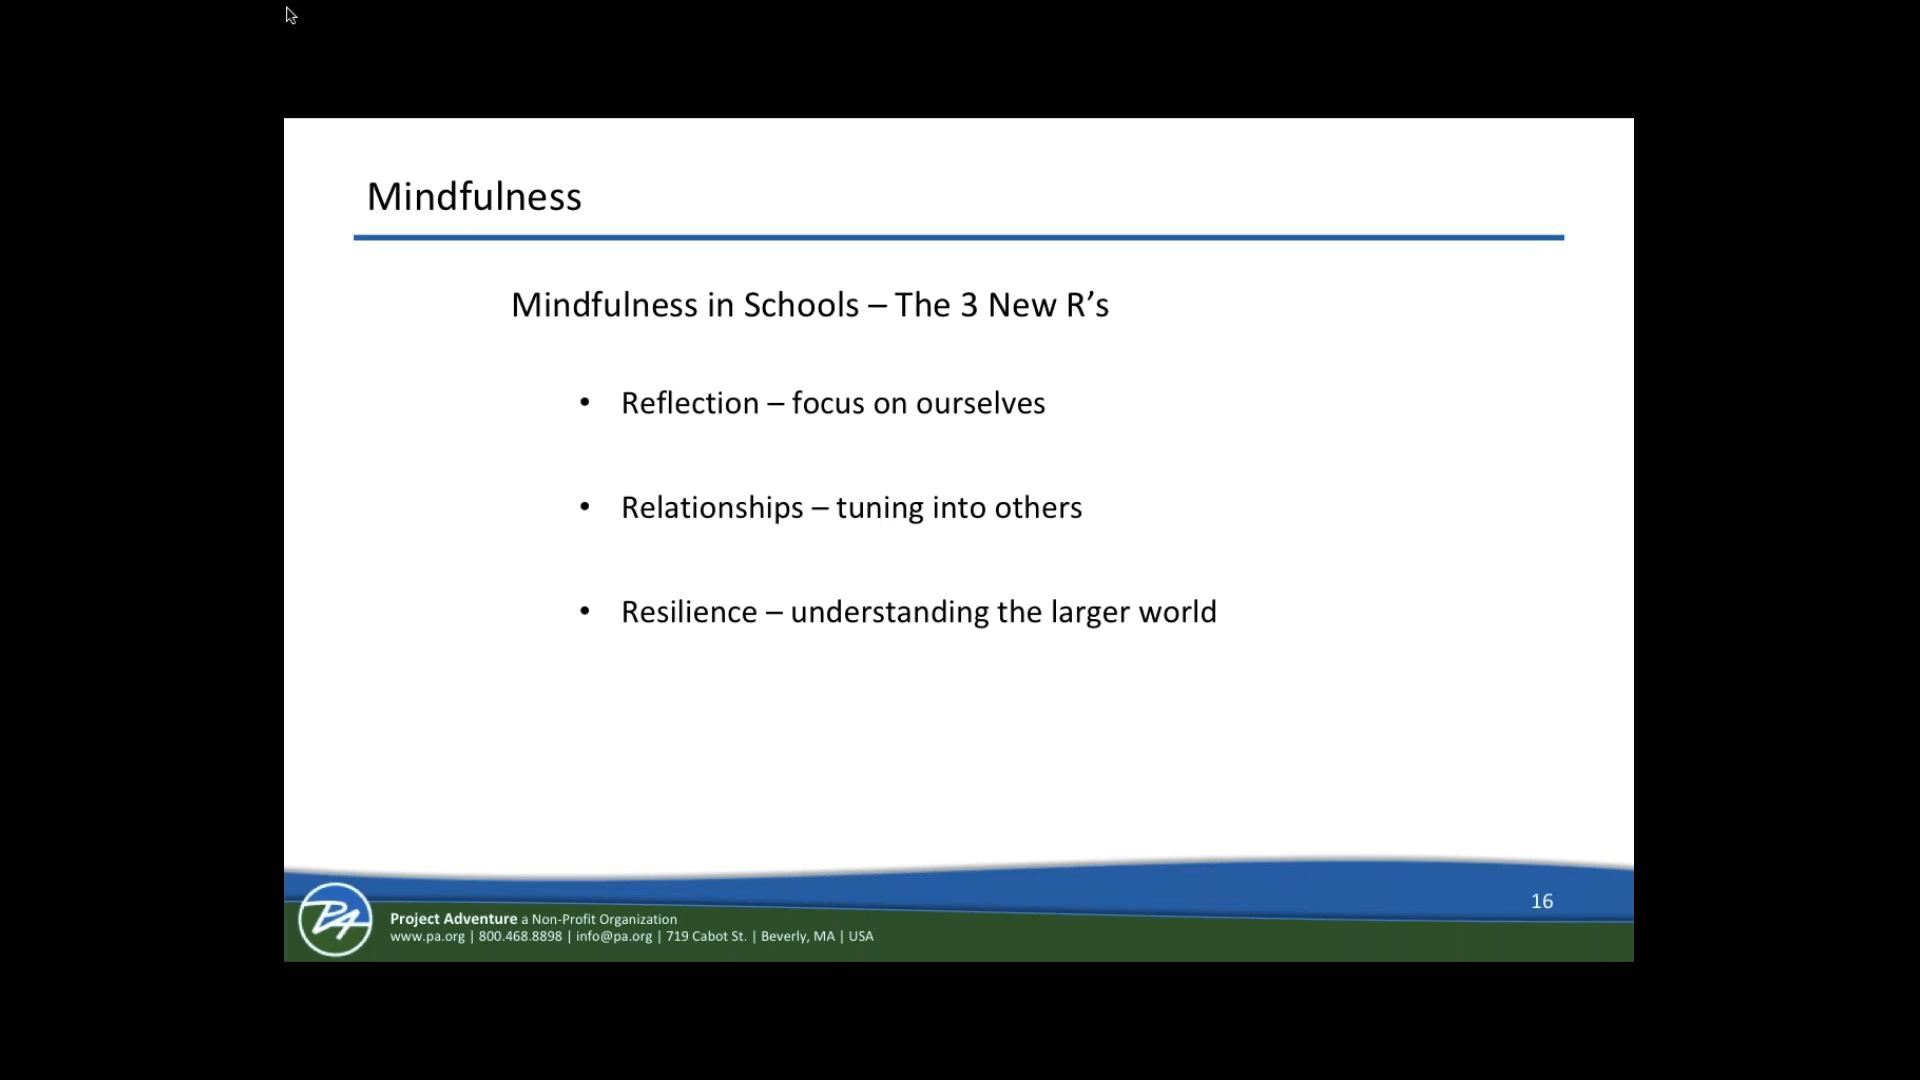 Mindfulness
Mindfulness in Schools – The 3 New R’s
• Reflection – focus on ourselves
• Relationships – tuning into others
• Resilience – understanding the larger world
16
PA
Project Adventure a Non-Profit Organization
www.pa.org | 800.468.8898 | info@pa.org | 719 Cabot St. | Beverly, MA | USA